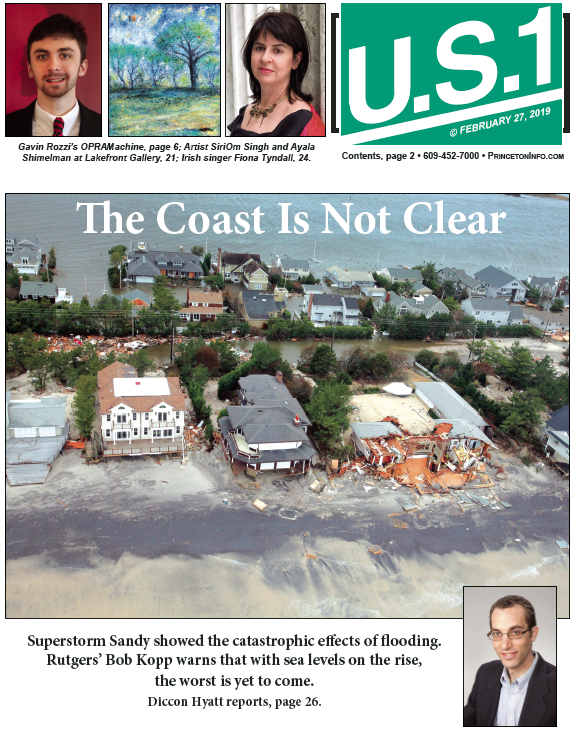 U.S.1
© FEBRUARY 27, 2019
Gavin Rozzi's OPRAMachine, page 6; Artist SiriOm Singh and Ayala
Shimelman at Lakefront Gallery, 21; Irish singer Fiona Tyndall, 24.
Contents, page 2 • 609-452-7000 • PRINCETONINFO.COM
The Coast Is Not Clear
Superstorm Sandy showed the catastrophic effects of flooding.
Rutgers' Bob Kopp warns that with sea levels on the rise,
the worst is yet to come.
Diccon Hyatt reports, page 26.